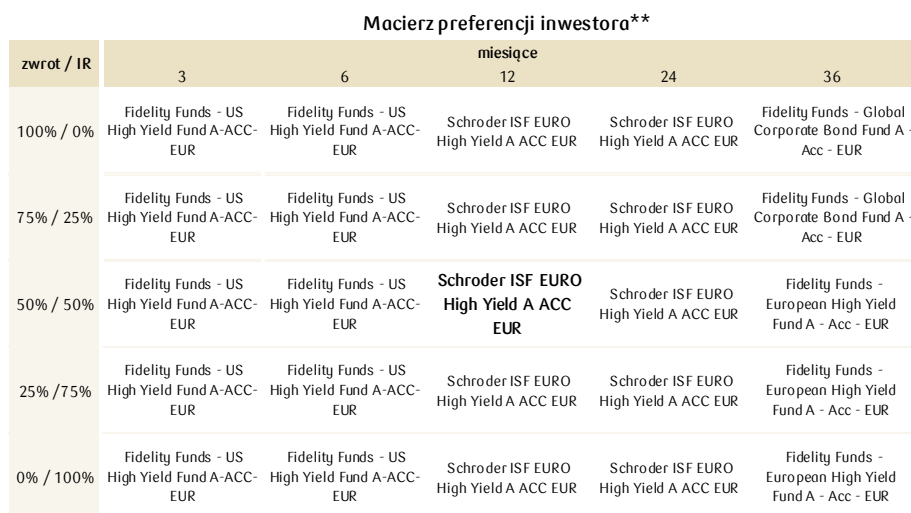 Macierz preferencji inwestora**
zwrot / IR
miesiące
3 6 12 24 36
100% / 0%
Fidelity Funds - US
High Yield Fund A-ACC-
EUR
Fidelity Funds - US
High Yield Fund A-ACC-
EUR
Schroder ISF EURO
High Yield A ACC EUR
Schroder ISF EURO
High Yield A ACC EUR
Fidelity Funds - Global
Corporate Bond Fund A -
Acc - EUR
75% / 25%
Fidelity Funds - US
High Yield Fund A-ACC-
EUR
Fidelity Funds - US
High Yield Fund A-ACC-
EUR
Schroder ISF EURO
High Yield A ACC EUR
Schroder ISF EURO
High Yield A ACC EUR
Fidelity Funds - Global
Corporate Bond Fund A -
Acc - EUR
50% / 50%
Fidelity Funds - US
High Yield Fund A-ACC-
EUR
Fidelity Funds - US
High Yield Fund A-ACC-
EUR
Schroder ISF EURO
High Yield A ACC
EUR
Schroder ISF EURO
High Yield A ACC EUR
Fidelity Funds -
European High Yield
Fund A - Acc - EUR
25% /75%
Fidelity Funds - US
High Yield Fund A-ACC-
EUR
Fidelity Funds - US
High Yield Fund A-ACC-
EUR
Schroder ISF EURO
High Yield A ACC EUR
Schroder ISF EURO
High Yield A ACC EUR
Fidelity Funds -
European High Yield
Fund A - Acc - EUR
0% / 100%
Fidelity Funds - US
High Yield Fund A-ACC-
EUR
Fidelity Funds - US
High Yield Fund A-ACC-
EUR
Schroder ISF EURO
High Yield A ACC EUR
Schroder ISF EURO
High Yield A ACC EUR
Fidelity Funds -
European High Yield
Fund A - Acc - EUR